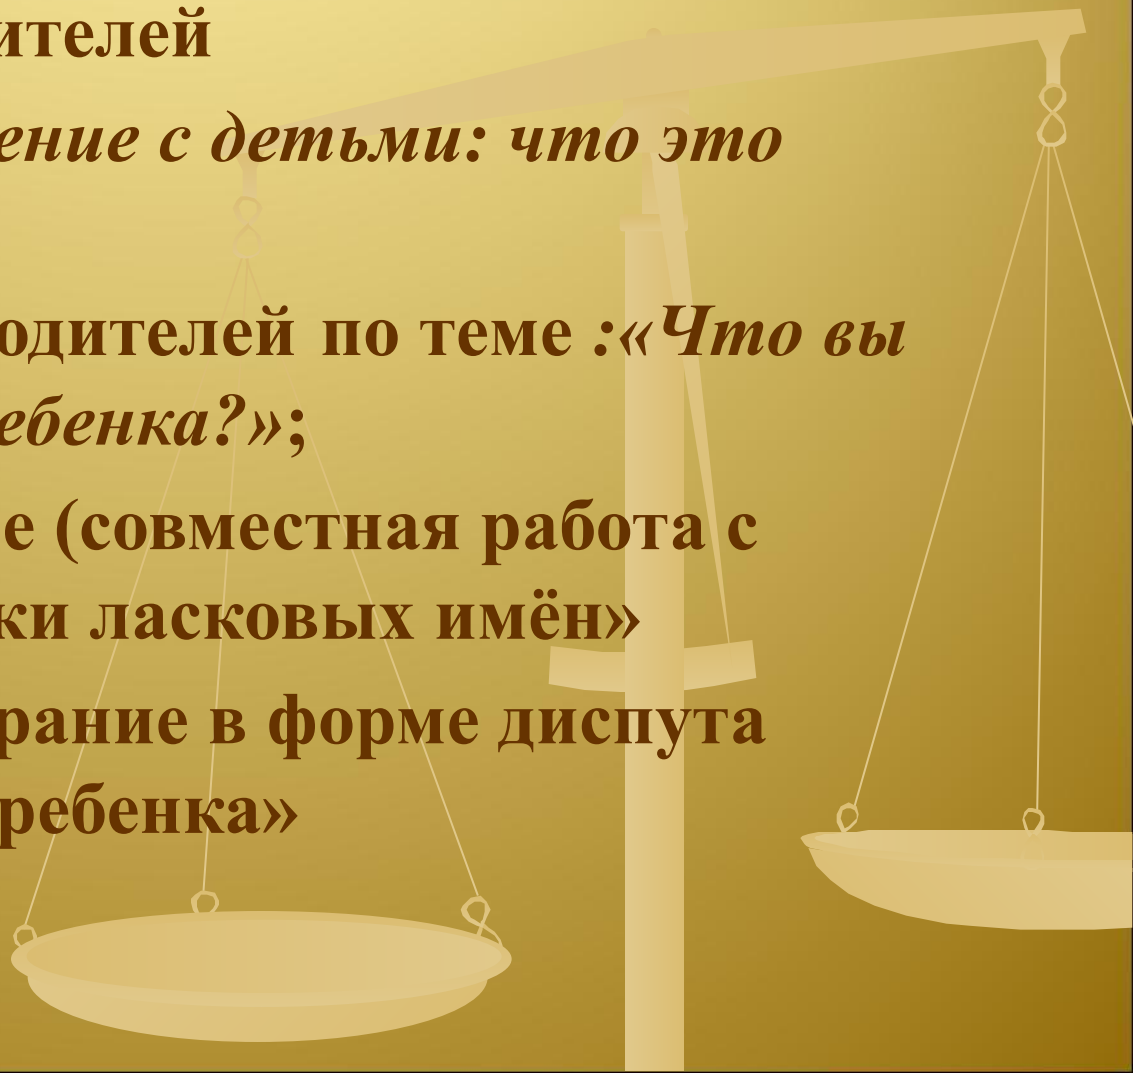 ителей
ение с детьми: что это
одителей по теме :«Что вы
ебенка?»;
е (совместная работа с
ки ласковых имён»
рание в форме диспута
ребенка»